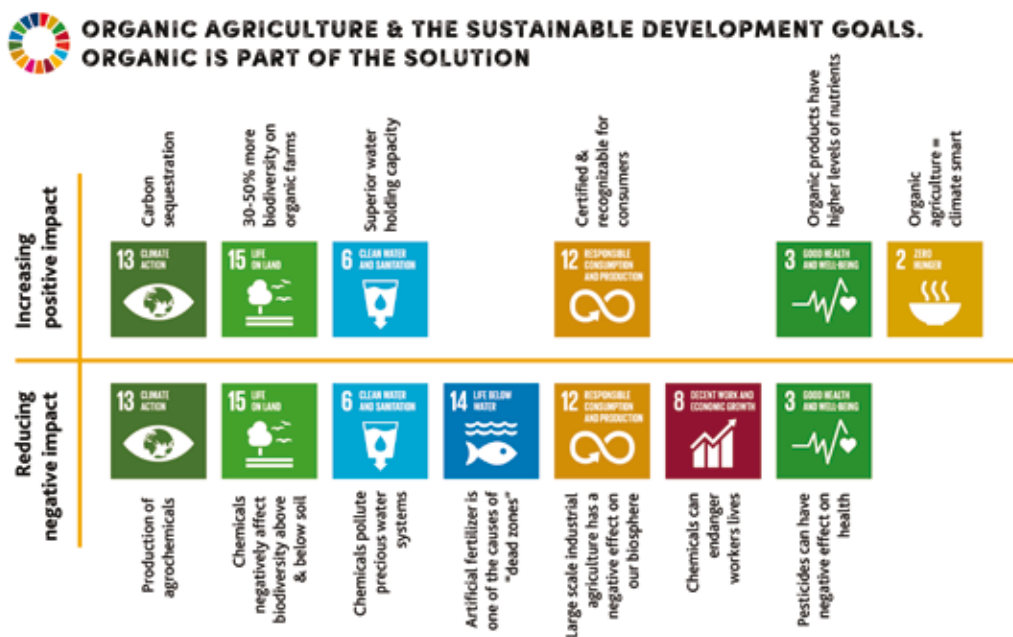 ORGANIC AGRICULTURE & THE SUSTAINABLE DEVELOPMENT GOALS.
ORGANIC IS PART OF THE SOLUTION
Increasing
positive impact
Carbon
sequestration
30-50% more
biodiversity on
organic farms
Superior water
holding capacity
Certified &
recognizable for
consumers
Organic products have
higher levels of nutrients
Organic
agriculture =
climate smart
13 CLIMATE
ACTION
15 LIFE
ON LAND
6 CLEAN WATER
AND SANITATION
12 RESPONSIBLE
CONSUMPTION
AND PRODUCTION
3 GOOD HEALTH
AND WELL-BEING
2 ZERO
HUNGER
Reducing
negative impact
13 CLIMATE
ACTION
15 LIFE
ON LAND
6 CLEAN WATER
AND SANITATION
14 LIFE BELOW
WATER
12 RESPONSIBLE
CONSUMPTION
AND PRODUCTION
8 DECENT WORK AND
ECONOMIC GROWTH
3 GOOD HEALTH
AND WELL-BEING
Production of
agrochemicals
Chemicals
negatively affect
biodiversity above
& below soil
Chemicals pollute
precious water
systems
Artificial fertilizer is
one of the causes of
"dead zones"
Large scale industrial
agriculture has a
negative effect on
our biosphere
Chemicals can
endanger
workers lives
Pesticides can have
negative effect on
health